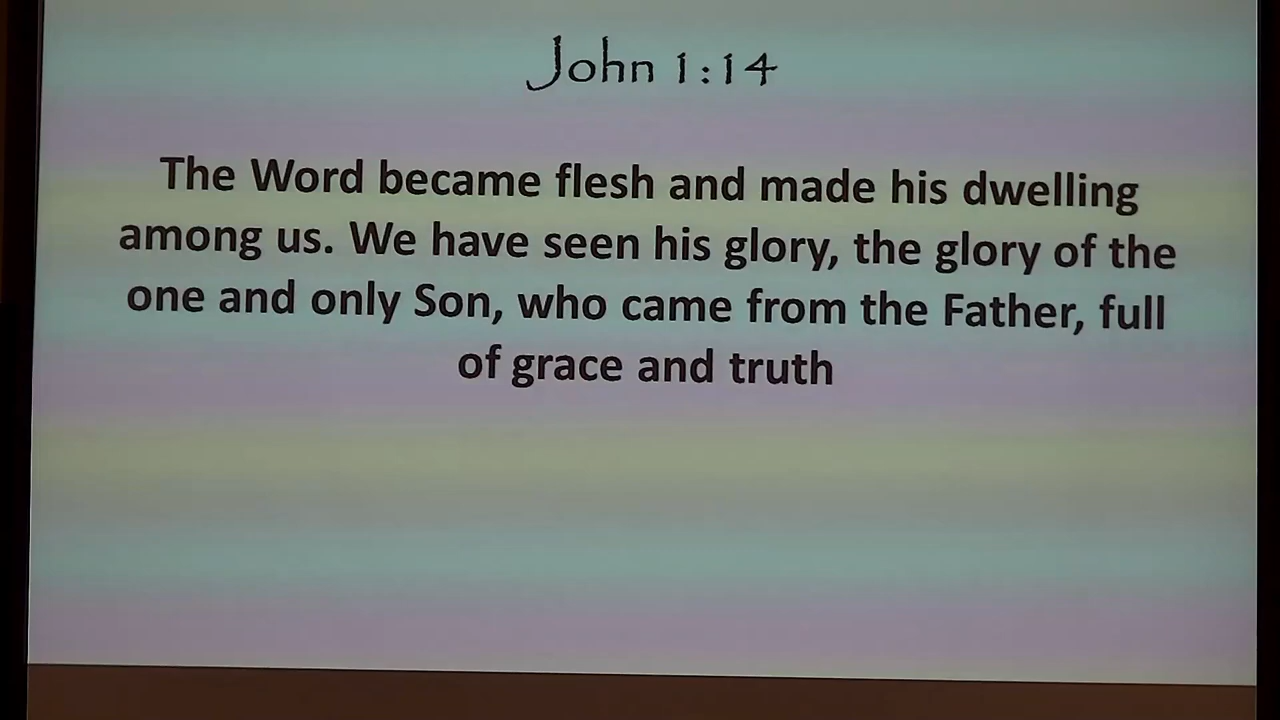 John 1:14
The Word became flesh and made his dwelling
among us. We have seen his glory, the glory of the
one and only Son, who came from the Father, full
of grace and truth